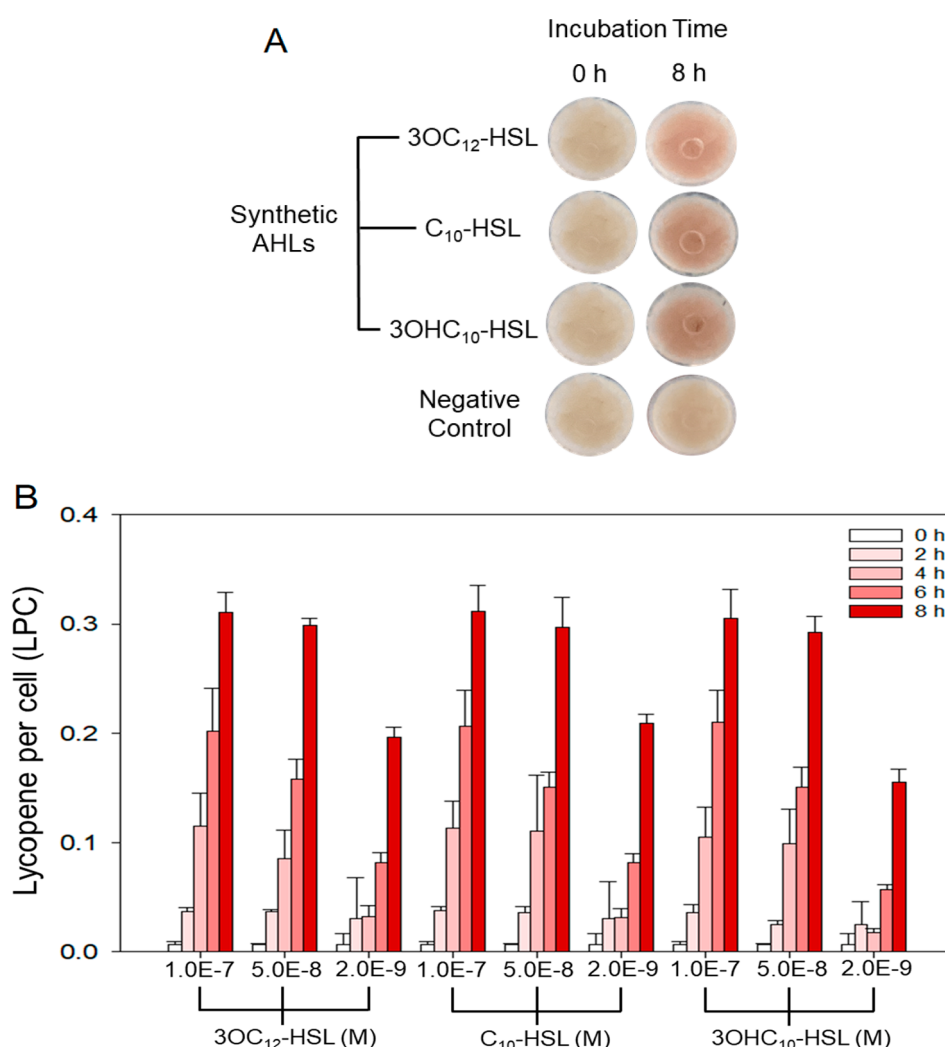 A
Incubation Time
0 h 8 h
3OC₁₂-HSL
Synthetic
AHLs
C₁₀-HSL
3OHC₁₀-HSL
Negative
Control
B
Lycopene per cell (LPC)
0.4
0.3
0.2
0.1
0.0
0 h
2 h
4 h
6 h
8 h
1.0E-7 5.0E-8 2.0E-9 1.0E-7 5.0E-8 2.0E-9 1.0E-7 5.0E-8 2.0E-9
3OC₁₂-HSL (M) C₁₀-HSL (M) 3OHC₁₀-HSL (M)